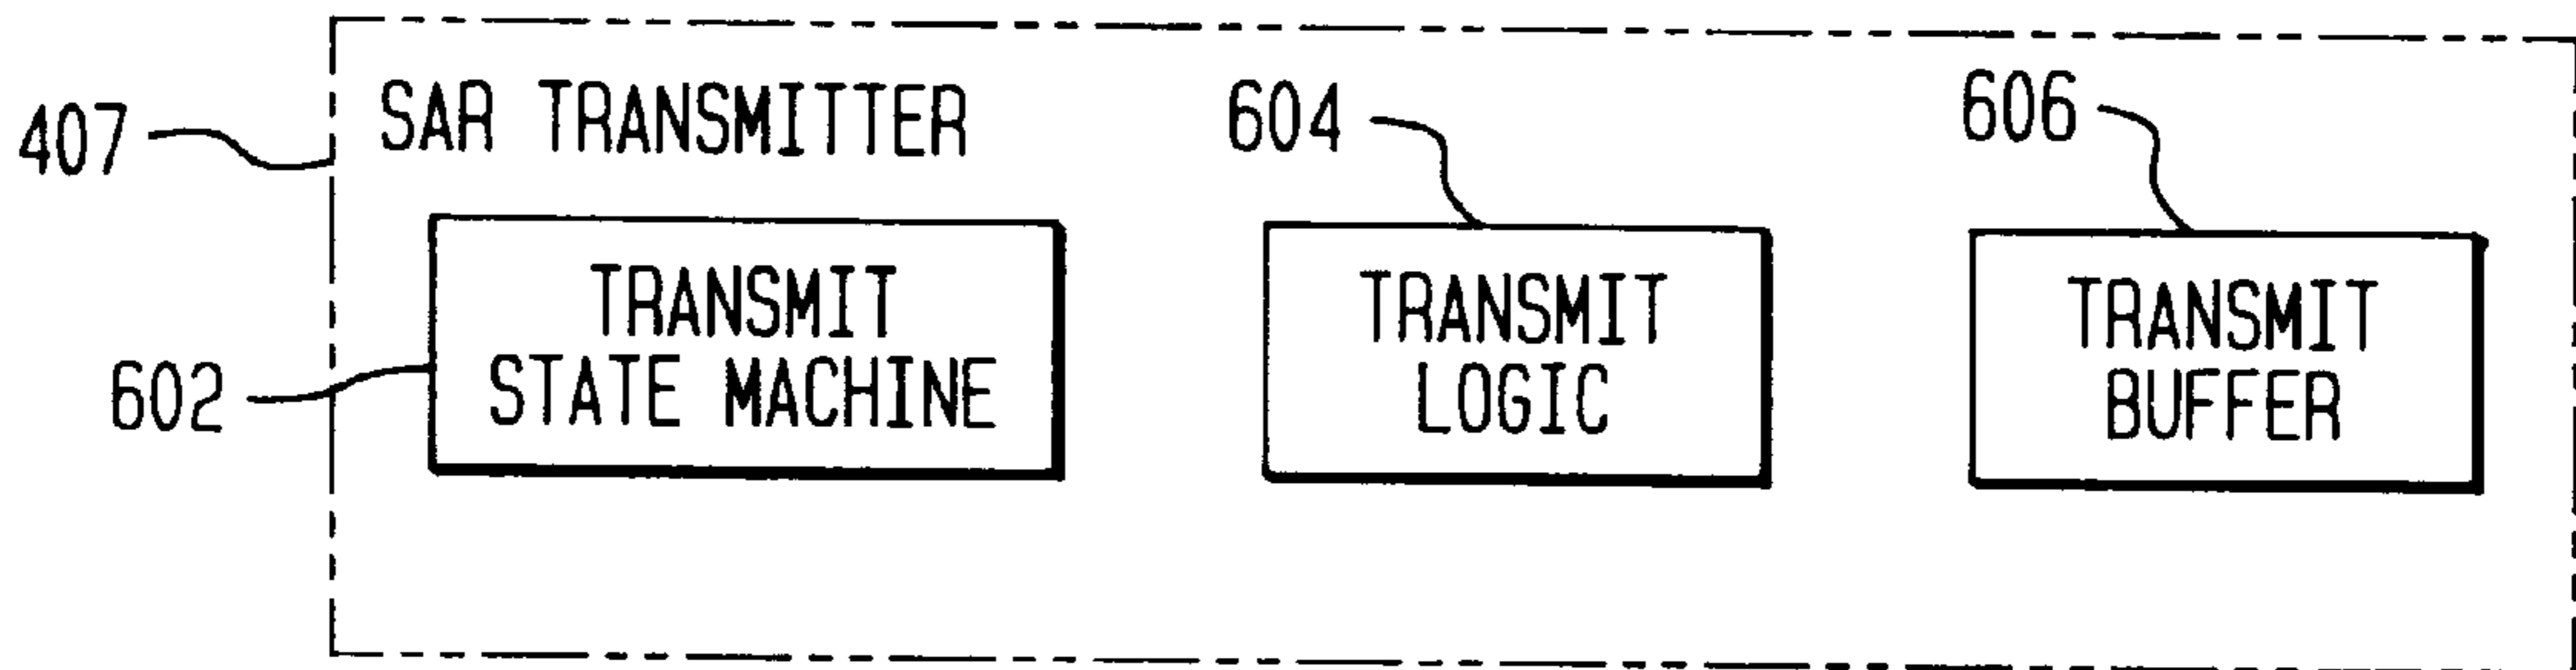 407
SAR TRANSMITTER
604
606
602
TRANSMIT
STATE MACHINE
TRANSMIT
LOGIC
TRANSMIT
BUFFER